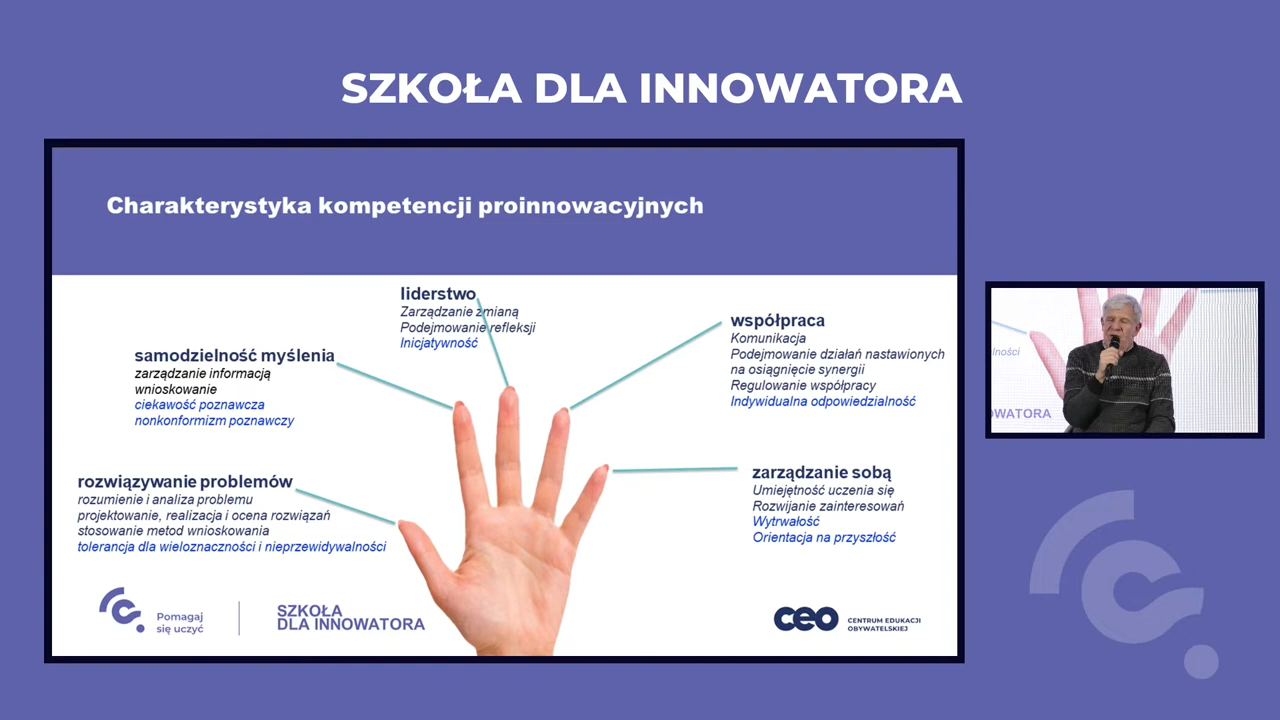 SZKOŁA DLA INNOWATORA
Charakterystyka kompetencji proinnowacyjnych
liderstwo
Zarządzanie zmianą
Podejmowanie refleksji
Inicjatywność
współpraca
Komunikacja
Podejmowanie działań nastawionych
na osiągnięcie synergii
Regulowanie współpracy
Indywidualna odpowiedzialność
samodzielność myślenia
zarządzanie informacją
wnioskowanie
ciekawość poznawcza
nonkonformizm poznawczy
zarządzanie sobą
Umiejętność uczenia się
Rozwijanie zainteresowań
Wytrwałość
Orientacja na przyszłość
rozwiązywanie problemów
rozumienie i analiza problemu
projektowanie, realizacja i ocena rozwiązań
stosowanie metod wnioskowania
tolerancja dla wieloznaczności i nieprzewidywalności
Pomagaj
się uczyć
SZKOŁA
DLA INNOWATORA
ceo
CENTRUM EDUKACJI
OBYWATELSKIEJ
lności
OWATORA